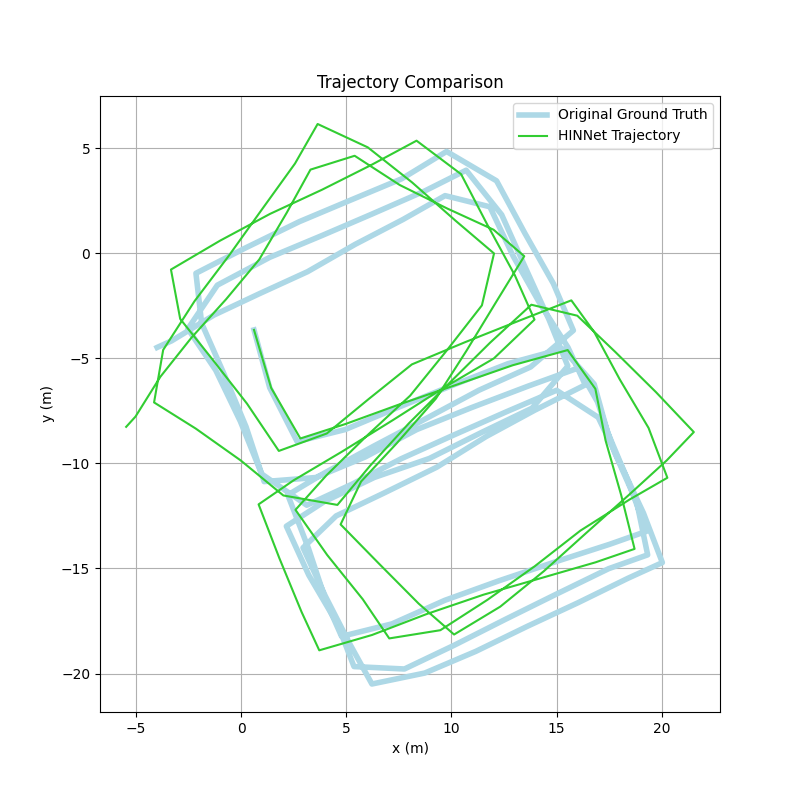 Trajectory Comparison
Original Ground Truth
HINNet Trajectory
5
0
−5
−10
−15
−20
y (m)
−5 0 5 10 15 20
x (m)